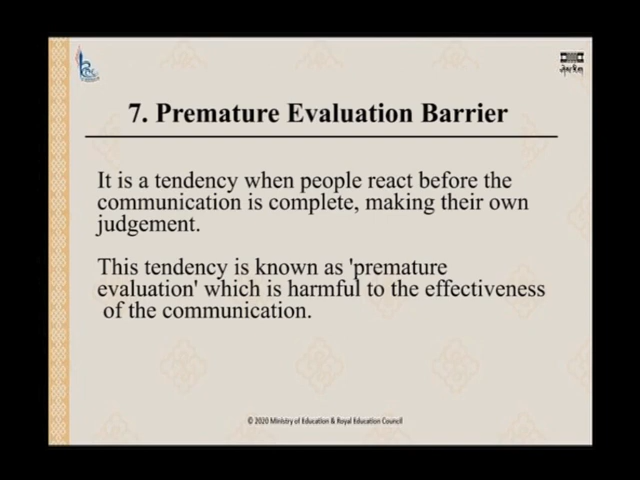 7. Premature Evaluation Barrier
It is a tendency when people react before the
communication is complete, making their own
judgement.
This tendency is known as 'premature
evaluation' which is harmful to the effectiveness
of the communication.
© 2020 Ministry of Education & Royal Education Council